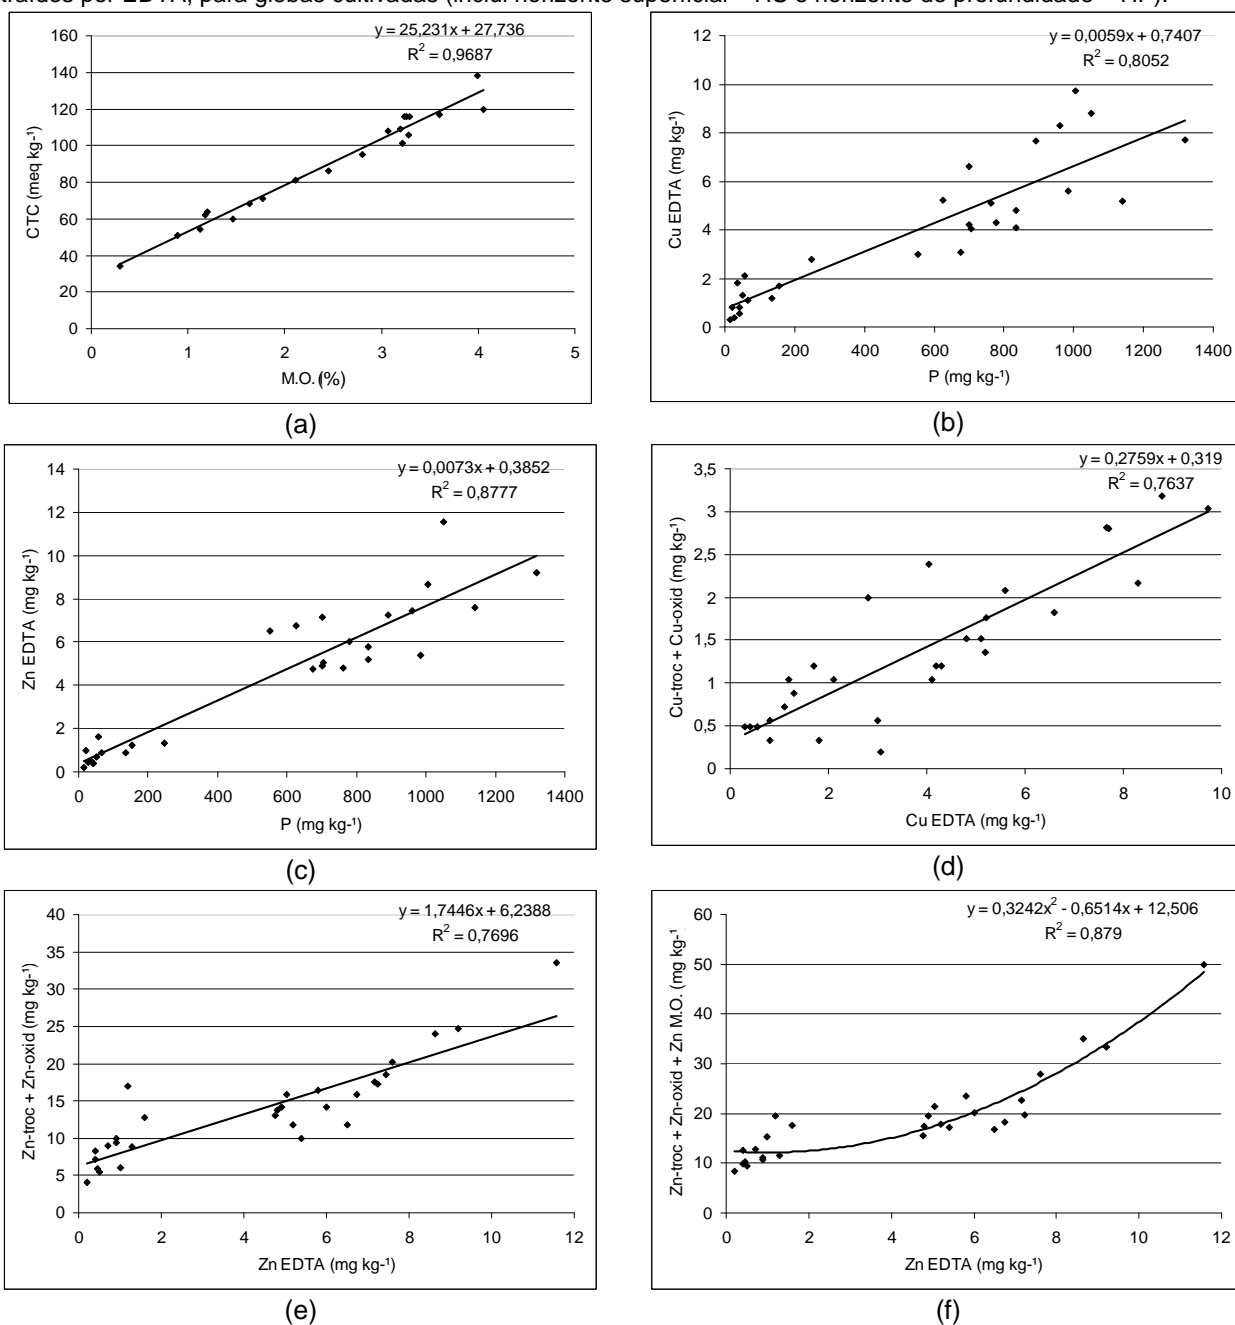 para glebas cultivadas (inclui horizonte superficial – HS e horizonte de profundidade – HP).
y = 25,231x + 27,736
R² = 0,9687
160
140
120
100
80
60
40
20
0
CTC (meq kg-¹)
0 1 2 3 4 5
M.O. (%)
(a)
y = 0,0059x + 0,7407
R² = 0,8052
12
10
8
6
4
2
0
Cu EDTA (mg kg-¹)
0 200 400 600 800 1000 1200 1400
P (mg kg-¹)
(b)
y = 0,0073x + 0,3852
R² = 0,8777
14
12
10
8
6
4
2
0
Zn EDTA (mg kg-¹)
0 200 400 600 800 1000 1200 1400
P (mg kg-¹)
(c)
y = 0,2759x + 0,319
R² = 0,7637
3,5
3
2,5
2
1,5
1
0,5
0
Cu-troc + Cu-oxid (mg kg-¹)
0 2 4 6 8 10
Cu EDTA (mg kg-¹)
(d)
y = 1,7446x + 6,2388
R² = 0,7696
40
35
30
25
20
15
10
5
0
Zn-troc + Zn-oxid (mg kg-¹)
0 2 4 6 8 10 12
Zn EDTA (mg kg-¹)
(e)
y = 0,3242x² - 0,6514x + 12,506
R² = 0,879
60
50
40
30
20
10
0
Zn-troc + Zn-oxid + Zn M.O. (mg kg-¹
0 2 4 6 8 10 12
Zn EDTA (mg kg-¹)
(f)